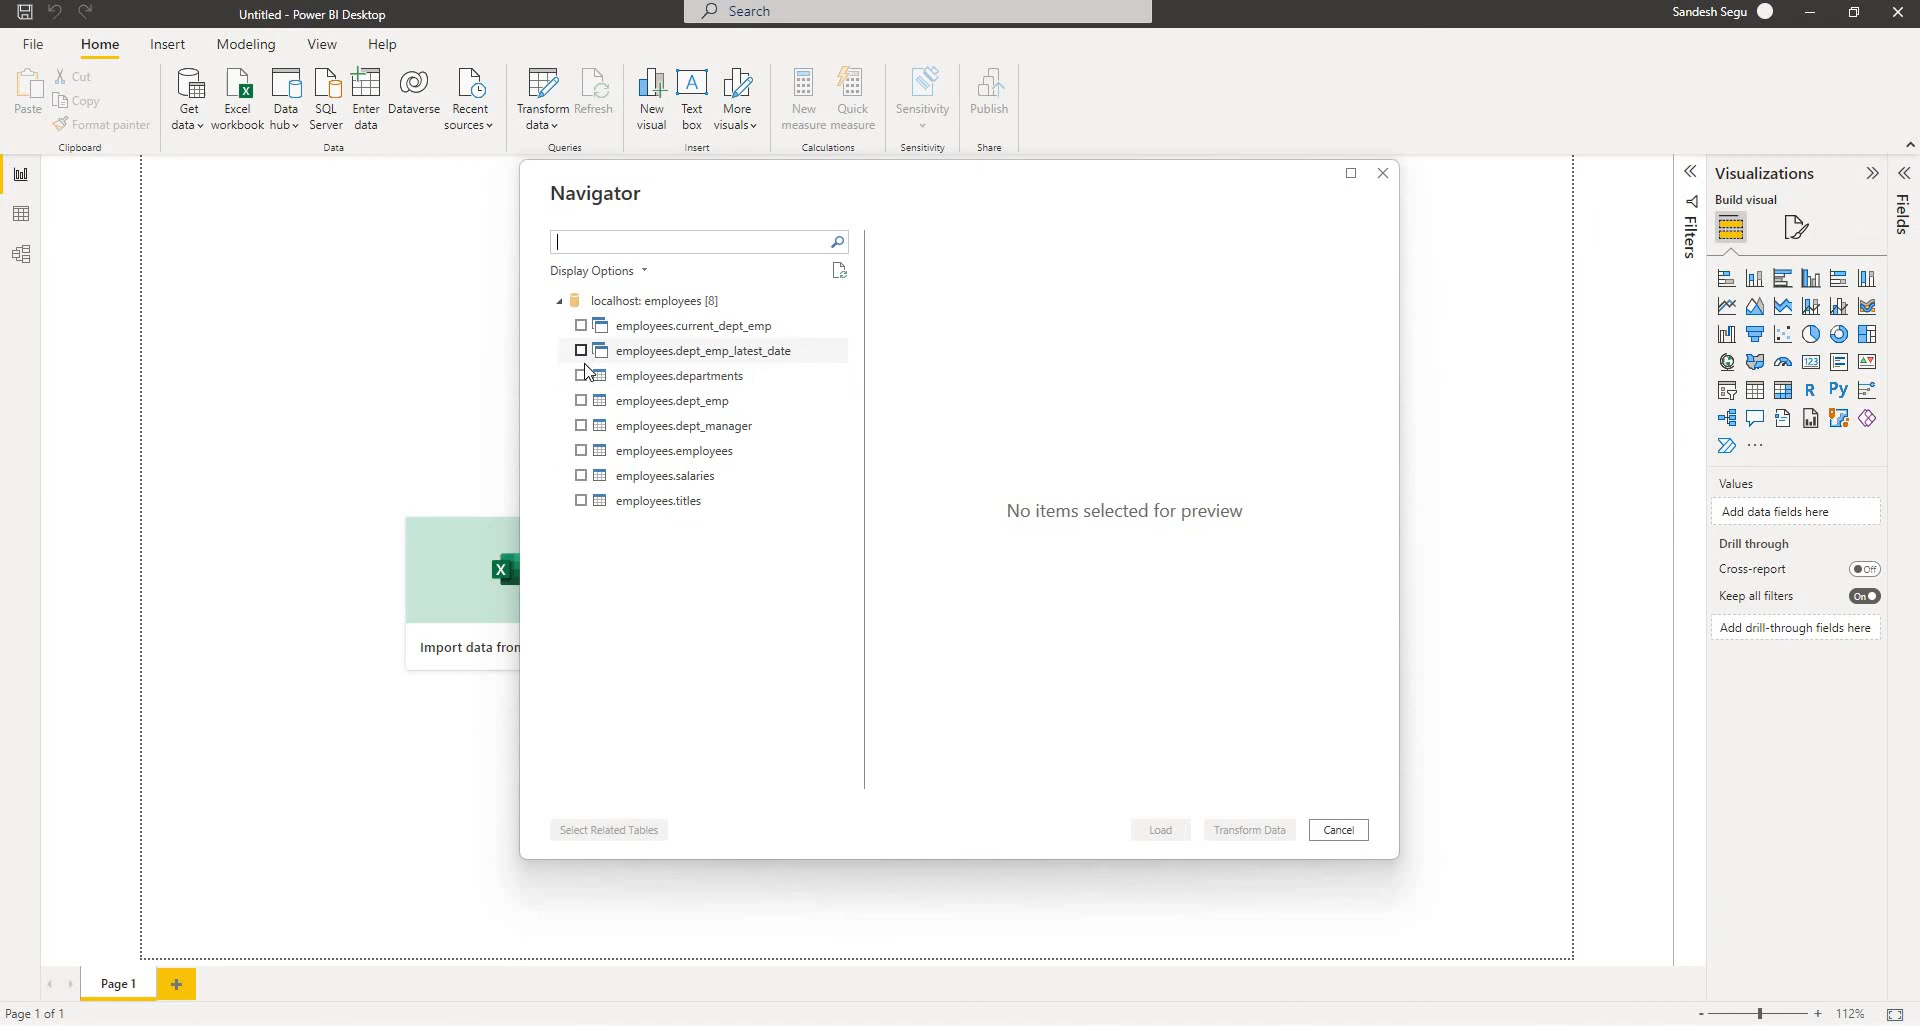 Untitled - Power BI Desktop
Search
Sandesh Segu
File
Home
Insert
Modeling
View
Help
Paste
Cut
Copy
Format painter
Clipboard
Get data
Excel workbook
Data hub
SQL Server
Enter data
Dataverse
Recent sources
Data
Transform data
Refresh
Queries
New visual
Text box
More visuals
Insert
New measure
Quick measure
Calculations
Sensitivity
Sensitivity
Publish
Share
Navigator
Display Options
localhost: employees [8]
employees.current_dept_emp
employees.dept_emp_latest_date
employees.departments
employees.dept_emp
employees.dept_manager
employees.employees
employees.salaries
employees.titles
No items selected for preview
Select Related Tables
Load
Transform Data
Cancel
Import data from
Filters
Visualizations
Build visual
123
R
Py
Values
Add data fields here
Drill through
Cross-report
Off
Keep all filters
On
Add drill-through fields here
Fields
Page 1
Page 1 of 1
112%